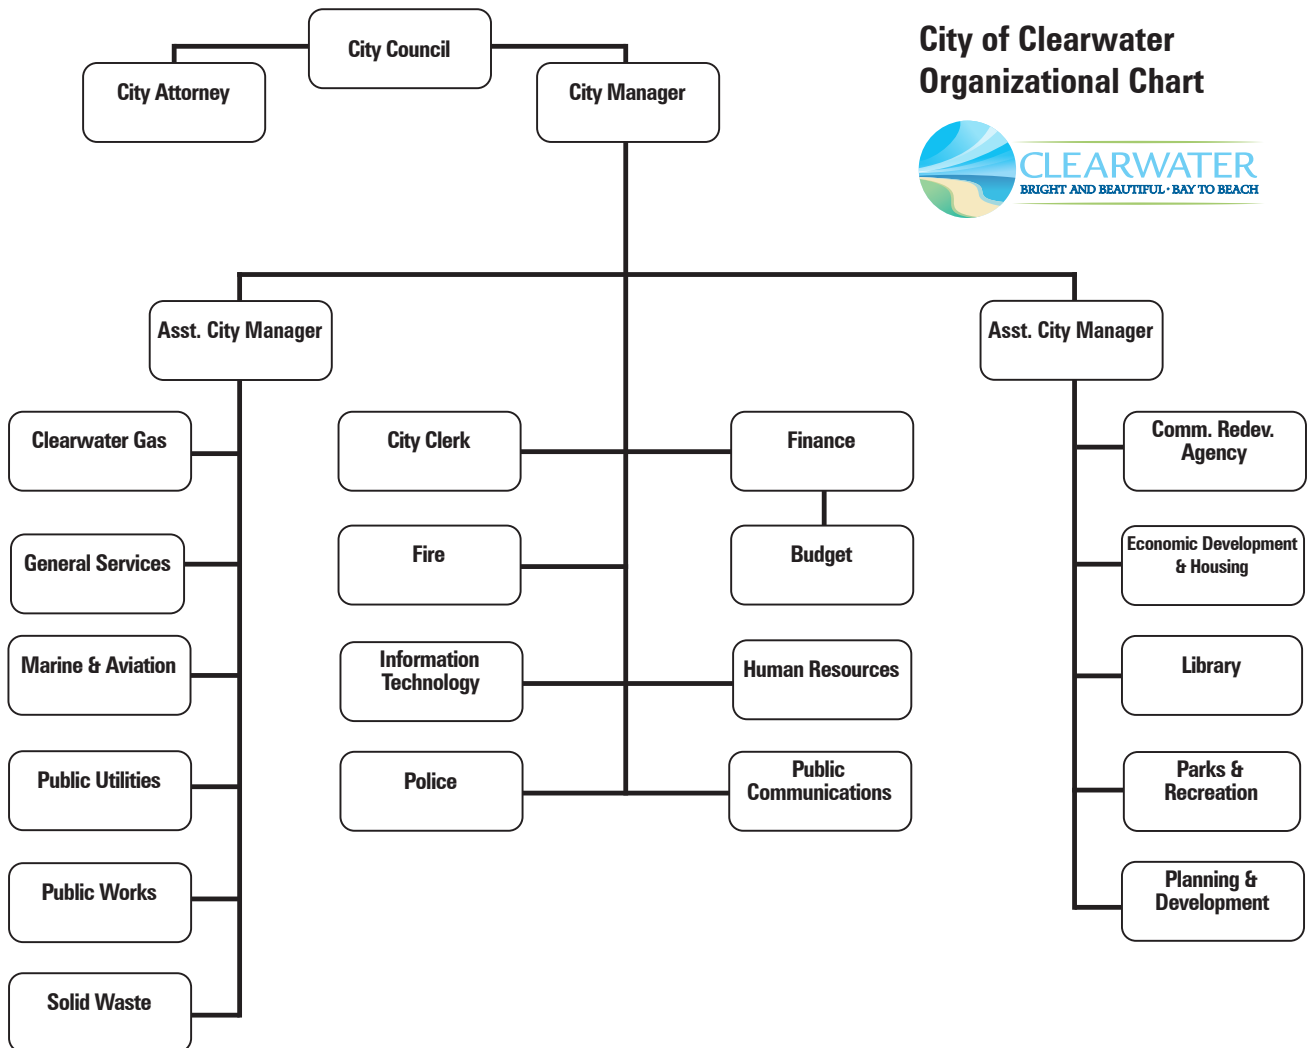 City Council
City Attorney
City Manager
City of Clearwater
Organizational Chart
CLEARWATER
BRIGHT AND BEAUTIFUL • BAY TO BEACH
Asst. City Manager
Asst. City Manager
Clearwater Gas
General Services
Marine & Aviation
Public Utilities
Public Works
Solid Waste
City Clerk
Fire
Information
Technology
Police
Finance
Budget
Human Resources
Public
Communications
Comm. Redev.
Agency
Economic Development
& Housing
Library
Parks &
Recreation
Planning &
Development